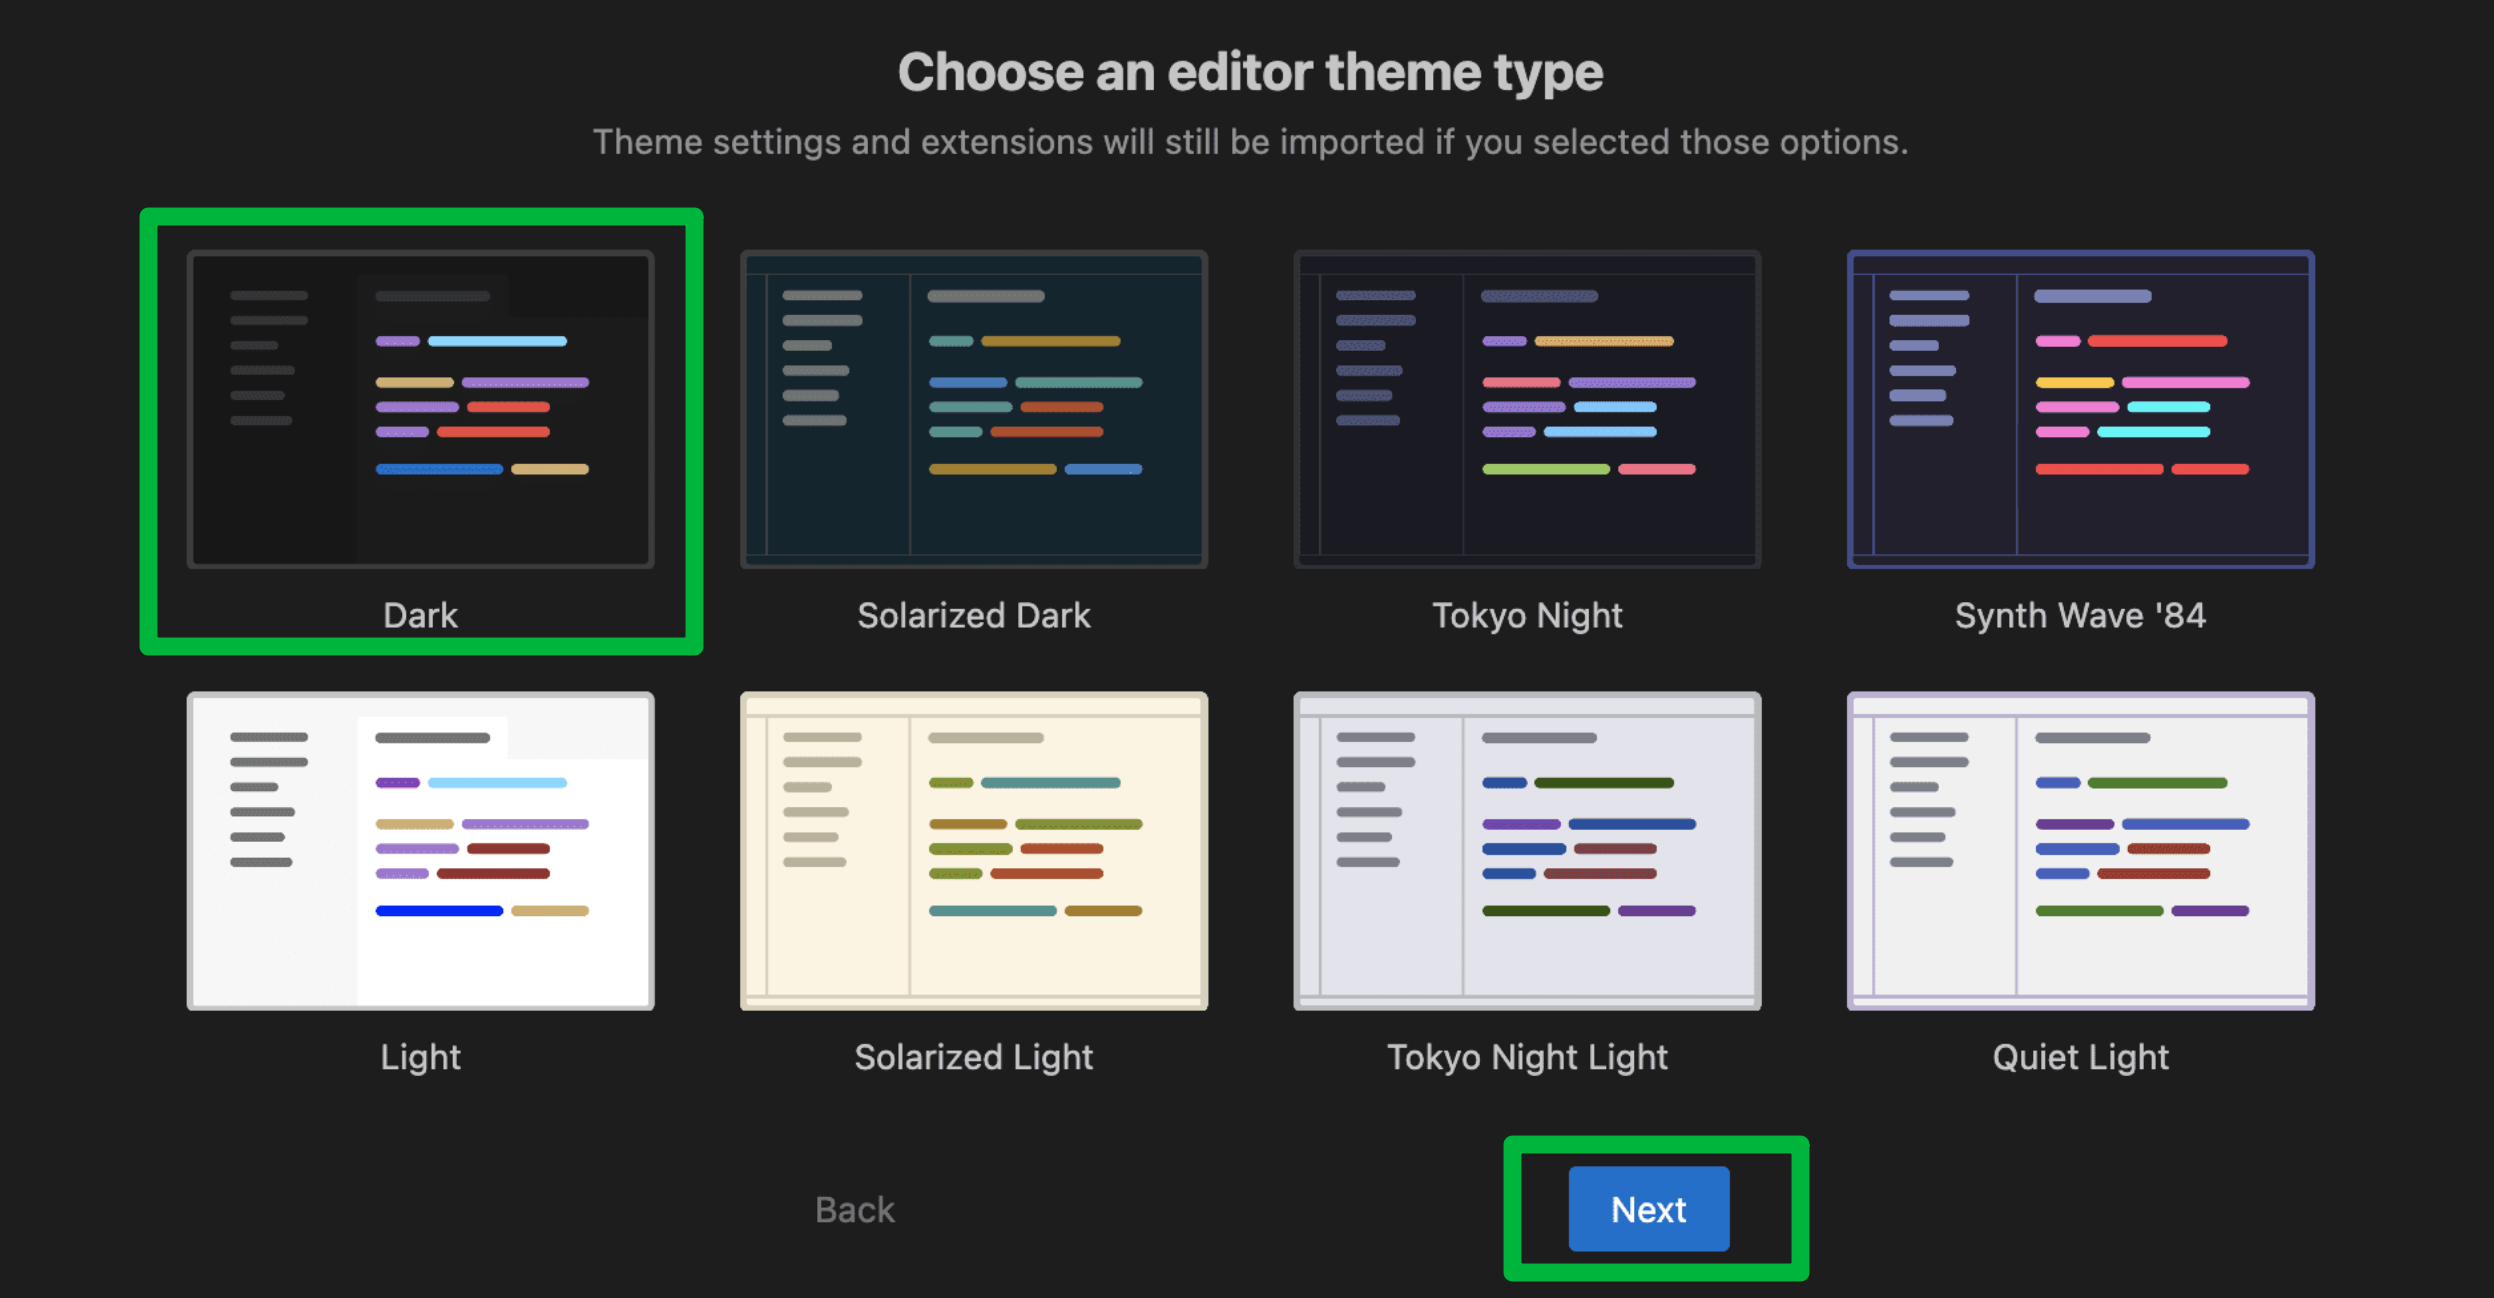 Choose an editor theme type
Theme settings and extensions will still be imported if you selected those options.
Dark
Solarized Dark
Tokyo Night
Synth Wave '84
Light
Solarized Light
Tokyo Night Light
Quiet Light
Back
Next